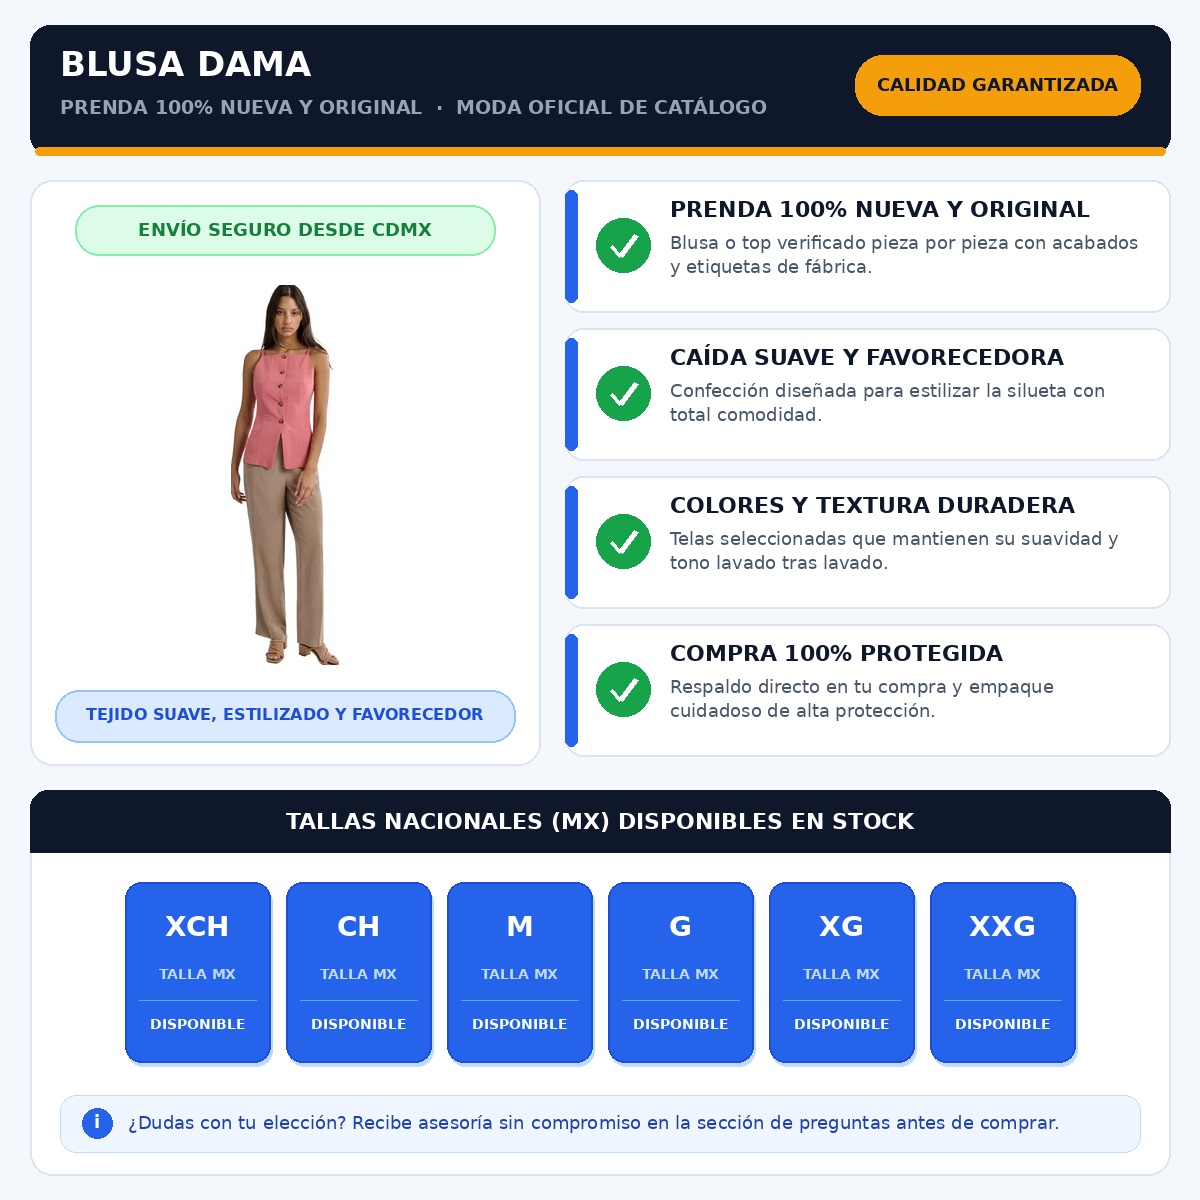 BLUSA DAMA
PRENDA 100% NUEVA Y ORIGINAL · MODA OFICIAL DE CATÁLOGO
CALIDAD GARANTIZADA
ENVÍO SEGURO DESDE CDMX
TEJIDO SUAVE, ESTILIZADO Y FAVORECEDOR
PRENDA 100% NUEVA Y ORIGINAL
Blusa o top verificado pieza por pieza con acabados
y etiquetas de fábrica.
CAÍDA SUAVE Y FAVORECEDORA
Confección diseñada para estilizar la silueta con
total comodidad.
COLORES Y TEXTURA DURADERA
Telas seleccionadas que mantienen su suavidad y
tono lavado tras lavado.
COMPRA 100% PROTEGIDA
Respaldo directo en tu compra y empaque
cuidadoso de alta protección.
TALLAS NACIONALES (MX) DISPONIBLES EN STOCK
XCH
TALLA MX
DISPONIBLE
CH
TALLA MX
DISPONIBLE
M
TALLA MX
DISPONIBLE
G
TALLA MX
DISPONIBLE
XG
TALLA MX
DISPONIBLE
XXG
TALLA MX
DISPONIBLE
i ¿Dudas con tu elección? Recibe asesoría sin compromiso en la sección de preguntas antes de comprar.